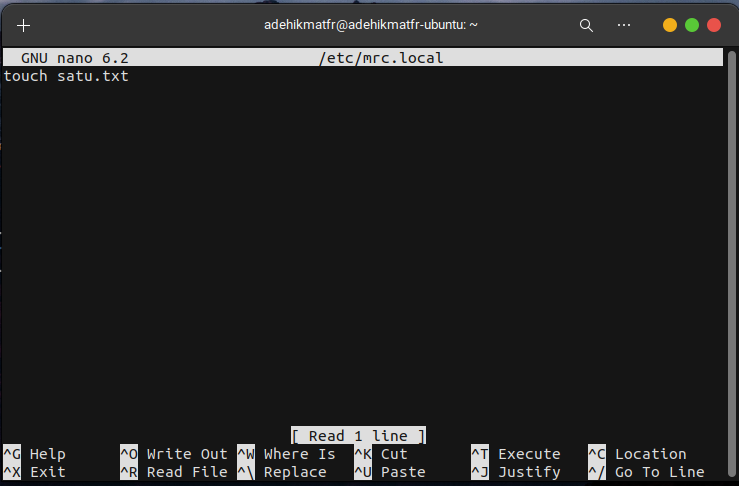 adehikmatfr@adehikmatfr-ubuntu: ~
GNU nano 6.2 /etc/mrc.local
touch satu.txt
[ Read 1 line ]
^G Help ^O Write Out ^W Where Is ^K Cut ^T Execute ^C Location
^X Exit ^R Read File ^\ Replace ^U Paste ^J Justify ^/ Go To Line